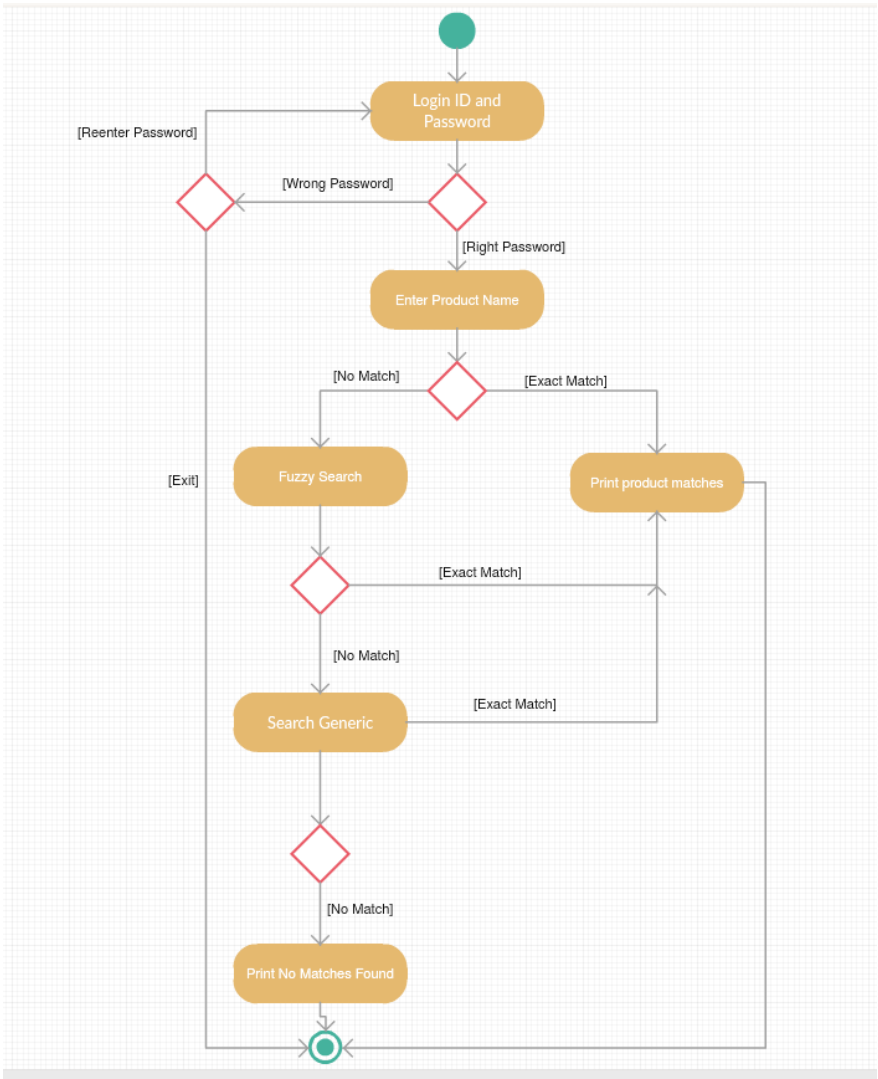 Login ID and
Password
[Reenter Password]
[Wrong Password]
[Right Password]
Enter Product Name
[No Match]
[Exact Match]
Fuzzy Search
Print product matches
[Exit]
[Exact Match]
[No Match]
[Exact Match]
Search Generic
[No Match]
Print No Matches Found